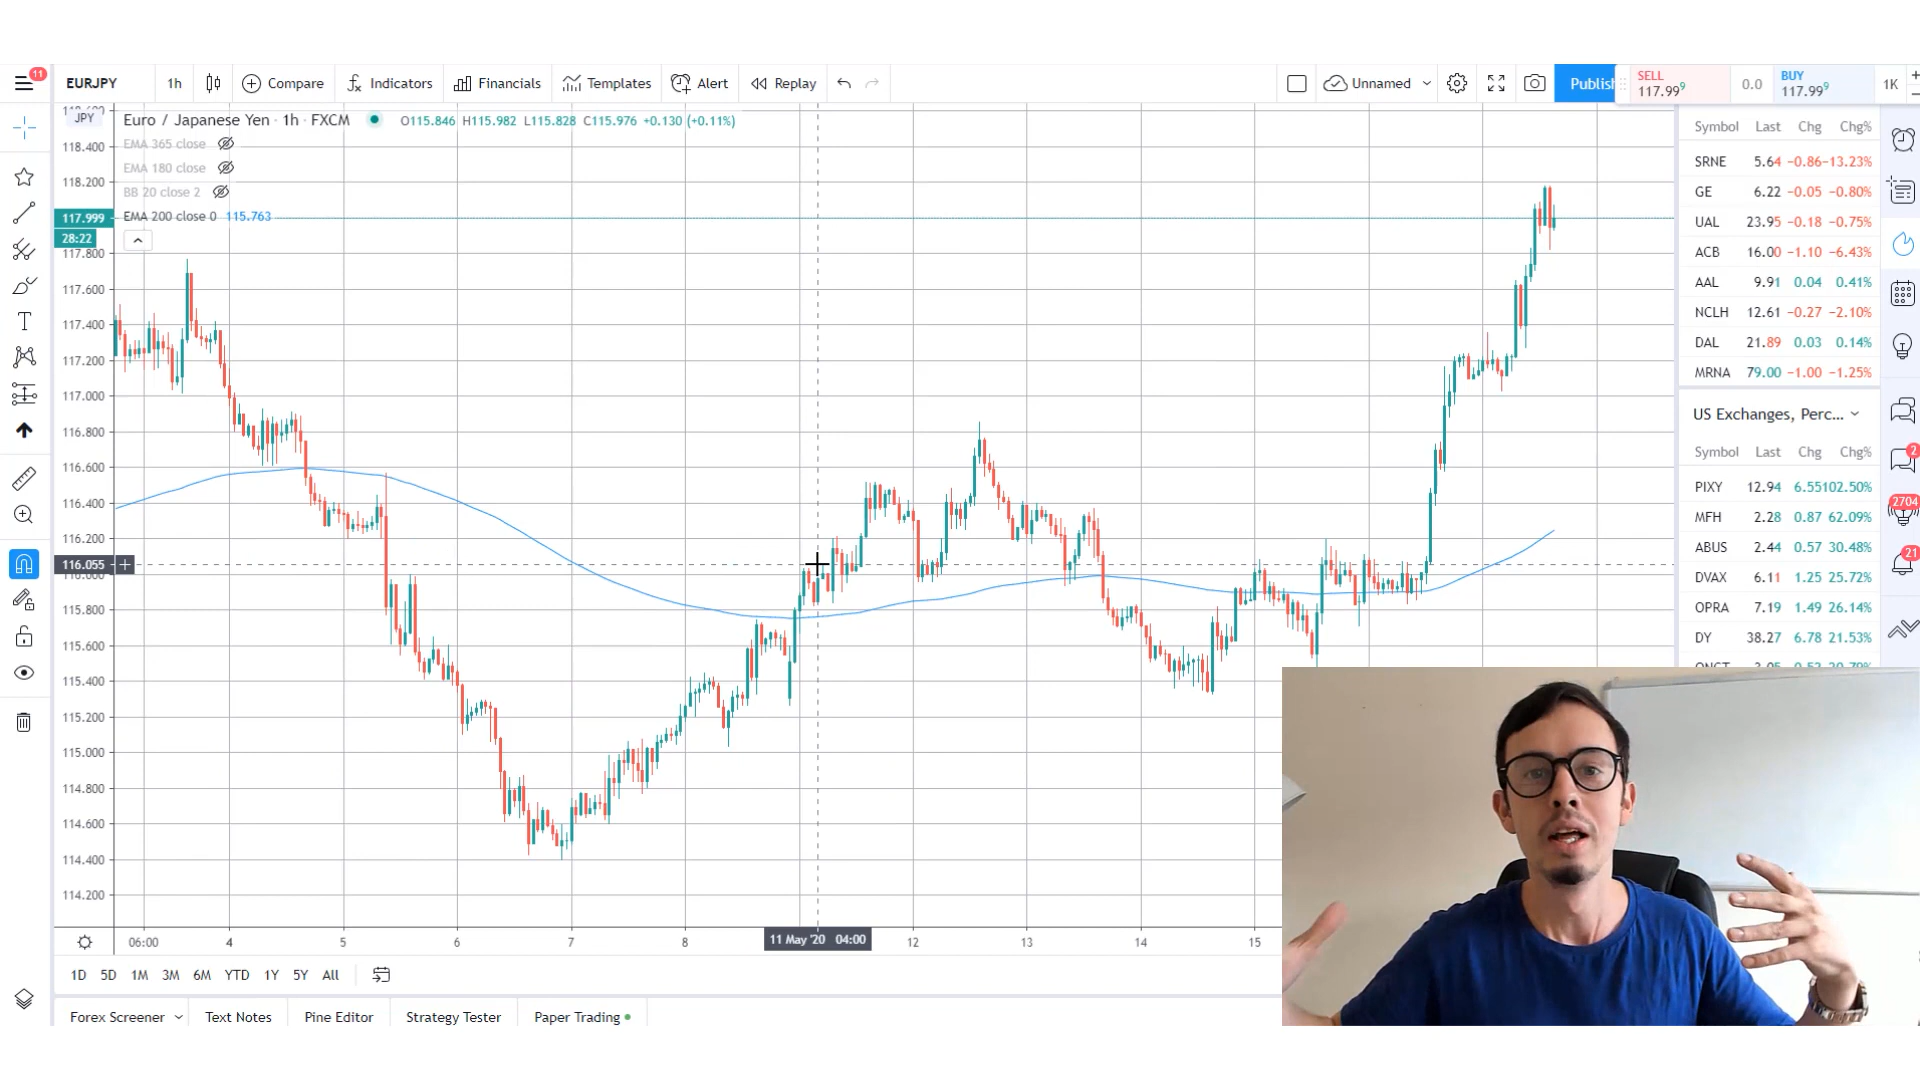 11
EURJPY 1h Compare Indicators Financials Templates Alert Replay Unnamed Publish
SELL 117.999 0.0 BUY 117.999 1K
JPY
Euro / Japanese Yen · 1h · FXCM O115.846 H115.982 L115.828 C115.976 +0.130 (+0.11%)
EMA 365 close
EMA 180 close
BB 20 close 2
EMA 200 close 0 115.763
118.400
118.200
117.999
28:22
117.800
117.600
117.400
117.200
117.000
116.800
116.600
116.400
116.200
116.055
116.000
115.800
115.600
115.400
115.200
115.000
114.800
114.600
114.400
114.200
06:00 4 5 6 7 8 11 May '20 04:00 12 13 14 15
1D 5D 1M 3M 6M YTD 1Y 5Y All
Forex Screener Text Notes Pine Editor Strategy Tester Paper Trading
Symbol Last Chg Chg%
SRNE 5.64 −0.86 −13.23%
GE 6.22 −0.05 −0.80%
UAL 23.95 −0.18 −0.75%
ACB 16.00 −1.10 −6.43%
AAL 9.91 0.04 0.41%
NCLH 12.61 −0.27 −2.10%
DAL 21.89 0.03 0.14%
MRNA 79.00 −1.00 −1.25%
US Exchanges, Perc...
Symbol Last Chg Chg%
PIXY 12.94 6.55 102.50%
MFH 2.28 0.87 62.09%
ABUS 2.44 0.57 30.48%
DVAX 6.11 1.25 25.72%
OPRA 7.19 1.49 26.14%
DY 38.27 6.78 21.53%
2
2704
21